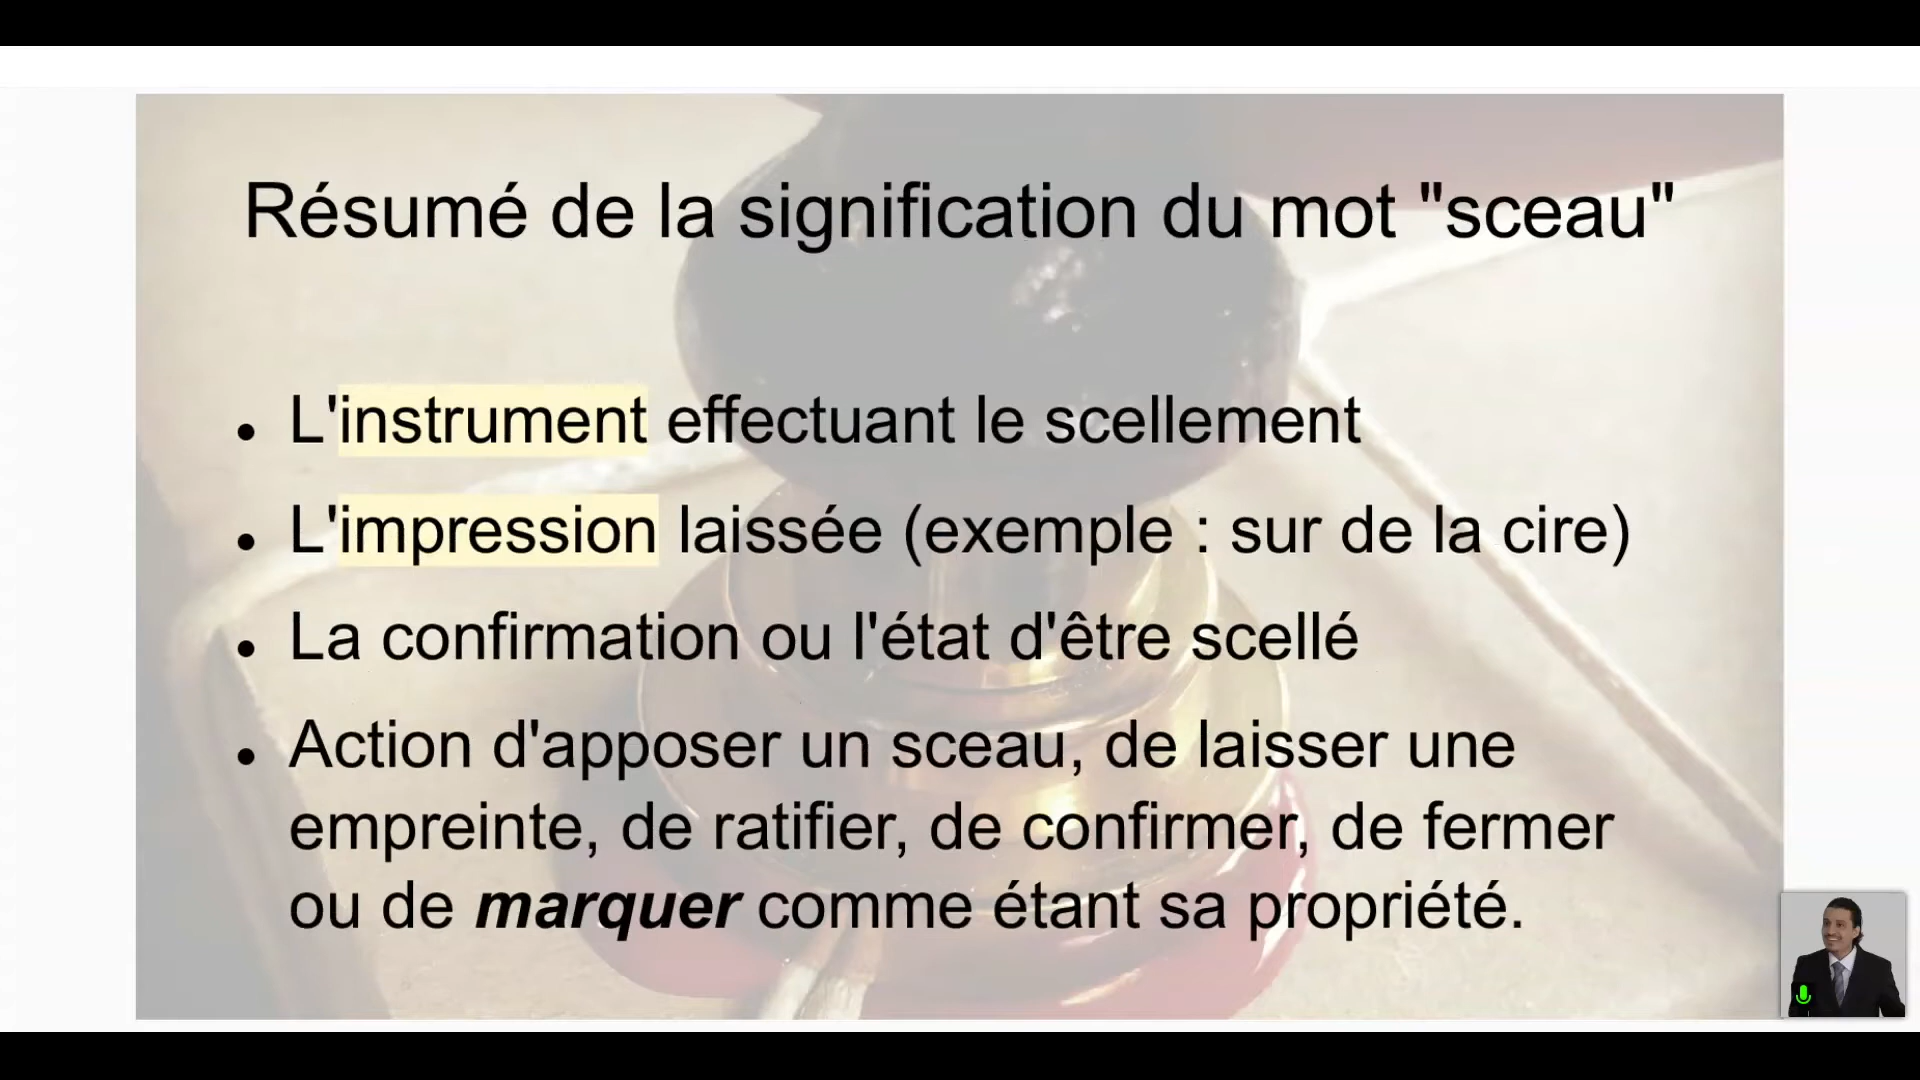 Résumé de la signification du mot "sceau"
• L'instrument effectuant le scellement
• L'impression laissée (exemple : sur de la cire)
• La confirmation ou l'état d'être scellé
• Action d'apposer un sceau, de laisser une
empreinte, de ratifier, de confirmer, de fermer
ou de marquer comme étant sa propriété.